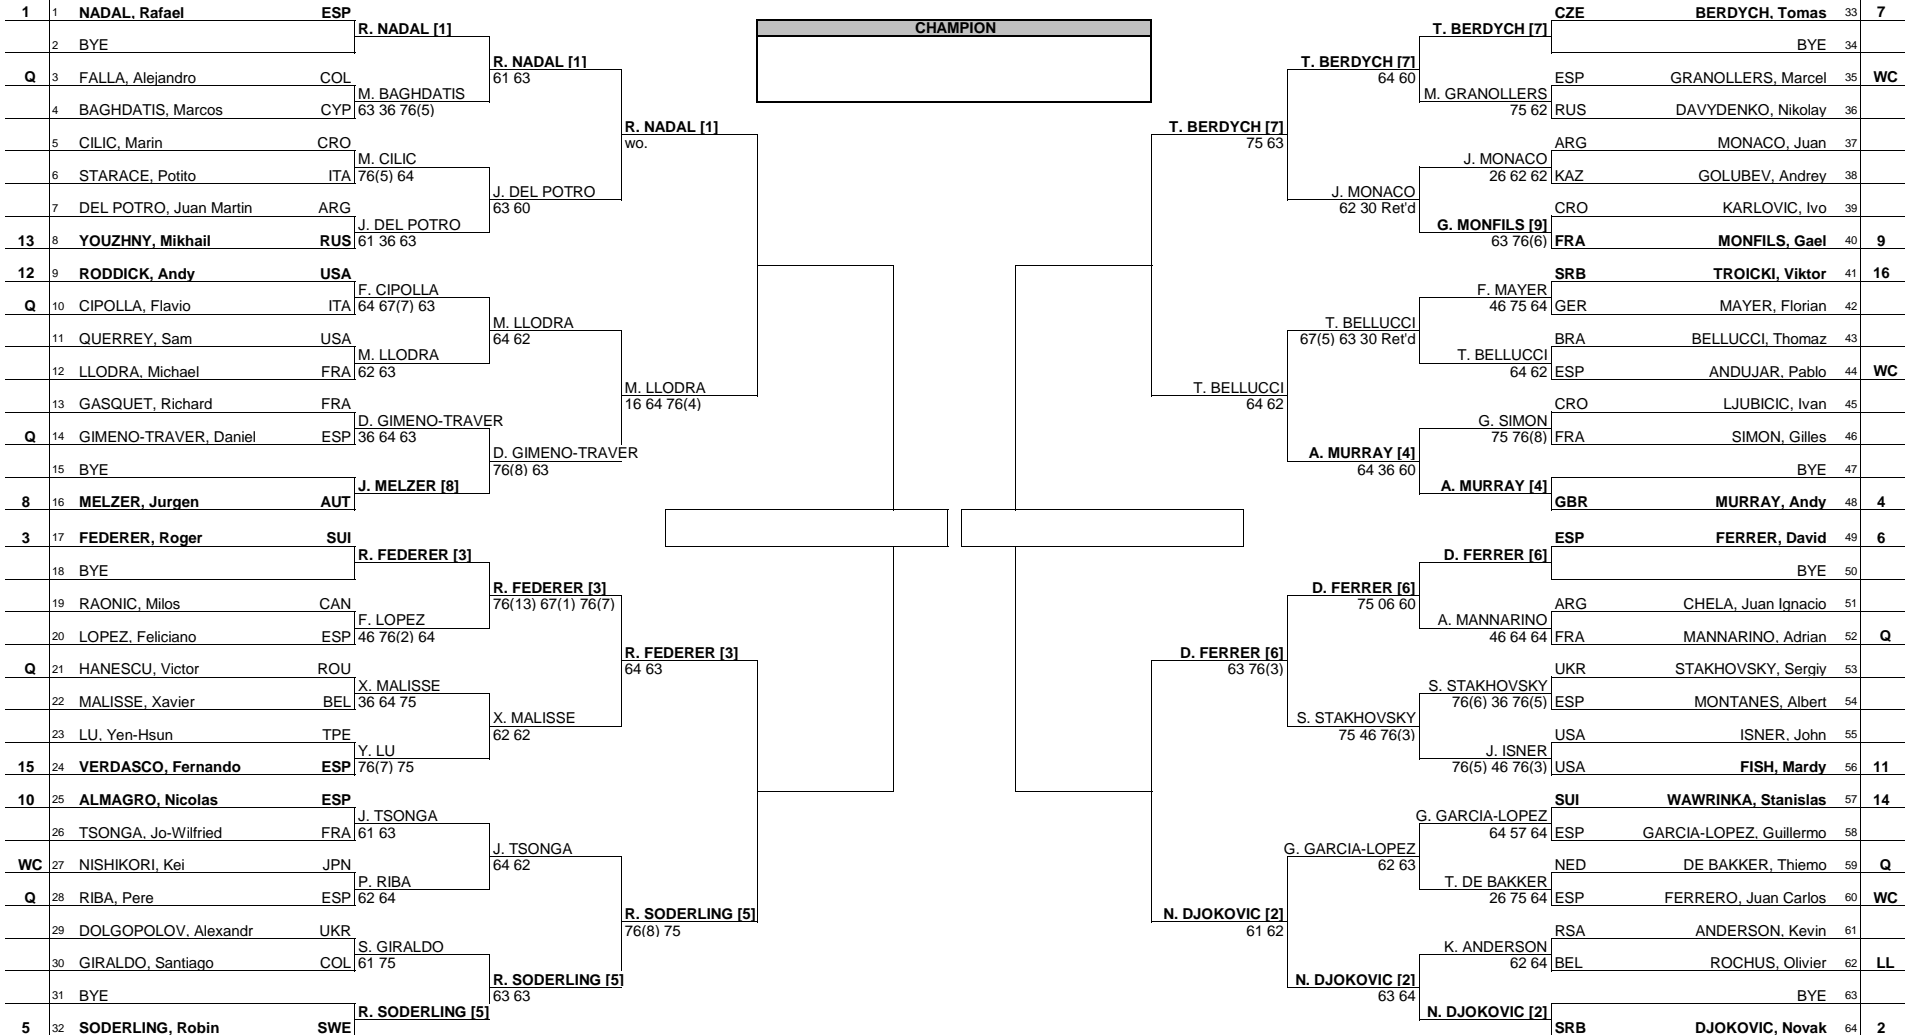 1 1 NADAL, Rafael ESP
R. NADAL [1]
2 BYE
R. NADAL [1]
61 63
Q 3 FALLA, Alejandro COL
M. BAGHDATIS
4 BAGHDATIS, Marcos CYP 63 36 76(5)
R. NADAL [1]
wo.
5 CILIC, Marin CRO
M. CILIC
6 STARACE, Potito ITA 76(5) 64
J. DEL POTRO
63 60
7 DEL POTRO, Juan Martin ARG
J. DEL POTRO
13 8 YOUZHNY, Mikhail RUS 61 36 63
12 9 RODDICK, Andy USA
F. CIPOLLA
Q 10 CIPOLLA, Flavio ITA 64 67(7) 63
M. LLODRA
64 62
11 QUERREY, Sam USA
M. LLODRA
12 LLODRA, Michael FRA 62 63
M. LLODRA
16 64 76(4)
13 GASQUET, Richard FRA
D. GIMENO-TRAVER
Q 14 GIMENO-TRAVER, Daniel ESP 36 64 63
D. GIMENO-TRAVER
76(8) 63
15 BYE
J. MELZER [8]
8 16 MELZER, Jurgen AUT
3 17 FEDERER, Roger SUI
R. FEDERER [3]
18 BYE
R. FEDERER [3]
76(13) 67(1) 76(7)
19 RAONIC, Milos CAN
F. LOPEZ
20 LOPEZ, Feliciano ESP 46 76(2) 64
R. FEDERER [3]
64 63
Q 21 HANESCU, Victor ROU
X. MALISSE
22 MALISSE, Xavier BEL 36 64 75
X. MALISSE
62 62
23 LU, Yen-Hsun TPE
Y. LU
15 24 VERDASCO, Fernando ESP 76(7) 75
10 25 ALMAGRO, Nicolas ESP
J. TSONGA
26 TSONGA, Jo-Wilfried FRA 61 63
J. TSONGA
64 62
WC 27 NISHIKORI, Kei JPN
P. RIBA
Q 28 RIBA, Pere ESP 62 64
R. SODERLING [5]
76(8) 75
29 DOLGOPOLOV, Alexandr UKR
S. GIRALDO
30 GIRALDO, Santiago COL 61 75
R. SODERLING [5]
63 63
31 BYE
R. SODERLING [5]
5 32 SODERLING, Robin SWE
CHAMPION
CZE BERDYCH, Tomas 33 7
T. BERDYCH [7]
BYE 34
T. BERDYCH [7]
64 60
ESP GRANOLLERS, Marcel 35 WC
M. GRANOLLERS
75 62 RUS DAVYDENKO, Nikolay 36
T. BERDYCH [7]
75 63
ARG MONACO, Juan 37
J. MONACO
26 62 62 KAZ GOLUBEV, Andrey 38
J. MONACO
62 30 Ret'd
CRO KARLOVIC, Ivo 39
G. MONFILS [9]
63 76(6) FRA MONFILS, Gael 40 9
SRB TROICKI, Viktor 41 16
F. MAYER
46 75 64 GER MAYER, Florian 42
T. BELLUCCI
67(5) 63 30 Ret'd
BRA BELLUCCI, Thomaz 43
T. BELLUCCI
64 62 ESP ANDUJAR, Pablo 44 WC
T. BELLUCCI
64 62
CRO LJUBICIC, Ivan 45
G. SIMON
75 76(8) FRA SIMON, Gilles 46
A. MURRAY [4]
64 36 60
BYE 47
A. MURRAY [4]
GBR MURRAY, Andy 48 4
ESP FERRER, David 49 6
D. FERRER [6]
BYE 50
D. FERRER [6]
75 06 60
ARG CHELA, Juan Ignacio 51
A. MANNARINO
46 64 64 FRA MANNARINO, Adrian 52 Q
D. FERRER [6]
63 76(3)
UKR STAKHOVSKY, Sergiy 53
S. STAKHOVSKY
76(6) 36 76(5) ESP MONTANES, Albert 54
S. STAKHOVSKY
75 46 76(3)
USA ISNER, John 55
J. ISNER
76(5) 46 76(3) USA FISH, Mardy 56 11
SUI WAWRINKA, Stanislas 57 14
G. GARCIA-LOPEZ
64 57 64 ESP GARCIA-LOPEZ, Guillermo 58
G. GARCIA-LOPEZ
62 63
NED DE BAKKER, Thiemo 59 Q
T. DE BAKKER
26 75 64 ESP FERRERO, Juan Carlos 60 WC
N. DJOKOVIC [2]
61 62
RSA ANDERSON, Kevin 61
K. ANDERSON
62 64 BEL ROCHUS, Olivier 62 LL
N. DJOKOVIC [2]
63 64
BYE 63
N. DJOKOVIC [2]
SRB DJOKOVIC, Novak 64 2